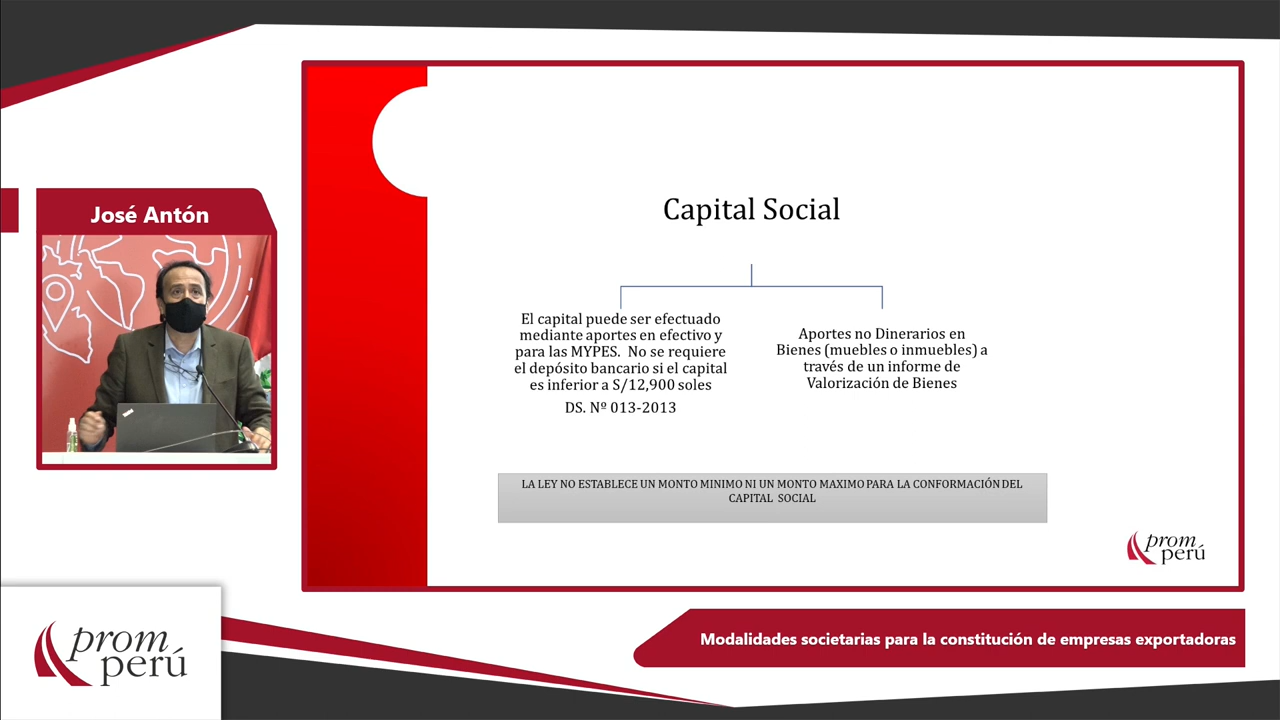 José Antón
Capital Social
El capital puede ser efectuado
mediante aportes en efectivo y
para las MYPES. No se requiere
el depósito bancario si el capital
es inferior a S/12,900 soles
DS. Nº 013-2013
Aportes no Dinerarios en
Bienes (muebles o inmuebles) a
través de un informe de
Valorización de Bienes
LA LEY NO ESTABLECE UN MONTO MINIMO NI UN MONTO MAXIMO PARA LA CONFORMACIÓN DEL
CAPITAL SOCIAL
prom
perú
prom
perú
Modalidades societarias para la constitución de empresas exportadoras